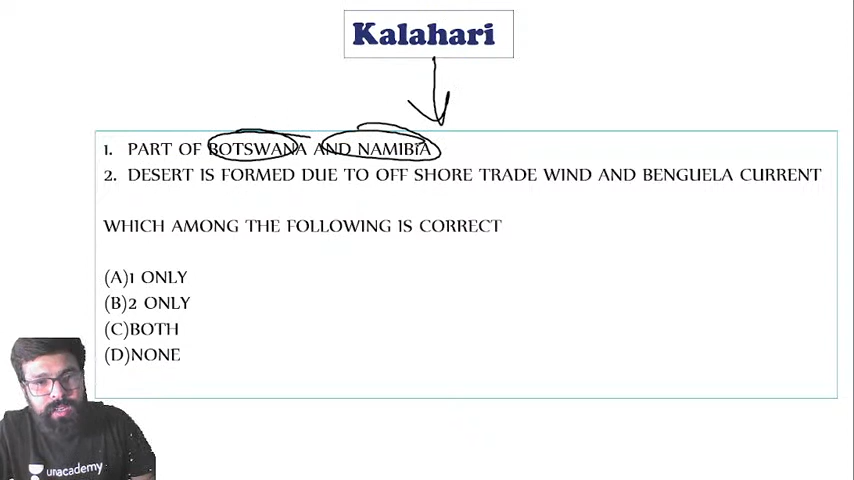 Kalahari
1. PART OF BOTSWANA AND NAMIBiA
2. DESERT IS FORMED DUE TO OFF SHORE TRADE WIND AND BENGUELA CURRENT
WHICH AMONG THE FOLLOWING IS CORRECT
(A)1 ONLY
(B)2 ONLY
(C)BOTH
(D)NONE
unacademy